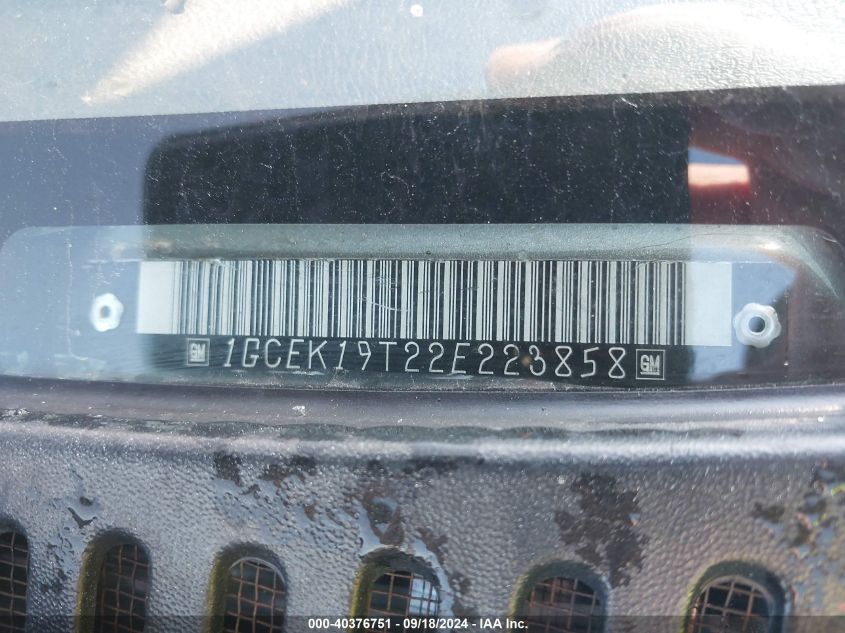 GM 1GCEK19T22E223858 GM
000-40376751 - 09/18/2024 - IAA Inc.